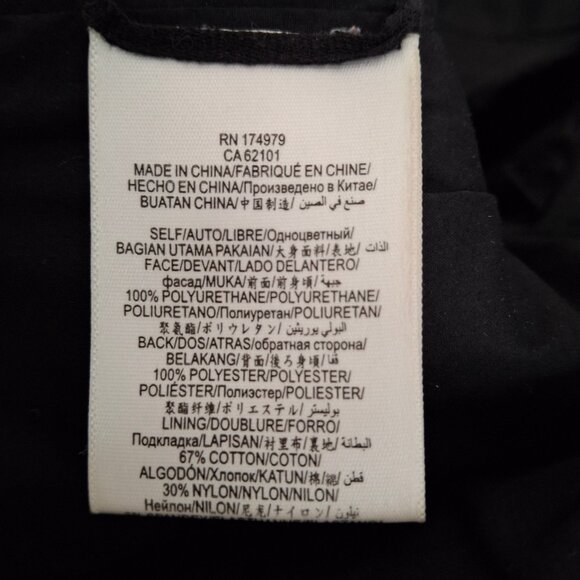 RN 174979
CA 62101
MADE IN CHINA/FABRIQUÉ EN CHINE/
HECHO EN CHINA/Произведено в Китае/
BUATAN CHINA/中国制造/ صنع في الصين
SELF/AUTO/LIBRE/Одноцветный/
BAGIAN UTAMA PAKAIAN/大身面料/表地/ الذات
FACE/DEVANT/LADO DELANTERO/
фасад/MUKA/前面/前身頃/ جبهة
100% POLYURETHANE/POLYURETHANE/
POLIURETANO/Полиуретан/POLIURETAN/
聚氨酯/ポリウレタン/ البولي يوريثين
BACK/DOS/ATRAS/обратная сторона/
BELAKANG/背面/後ろ身頃/ قفا
100% POLYESTER/POLYESTER/
POLIÉSTER/Полиэстер/POLIESTER/
聚酯纤维/ポリエステル/ بوليستر
LINING/DOUBLURE/FORRO/
Подкладка/LAPISAN/衬里布/裏地/ البطانة
67% COTTON/COTON/
ALGODÓN/Хлопок/KATUN/棉/綿/ قطن
30% NYLON/NYLON/NILON/
Нейлон/NILON/尼龙/ナイロン/ نيلون